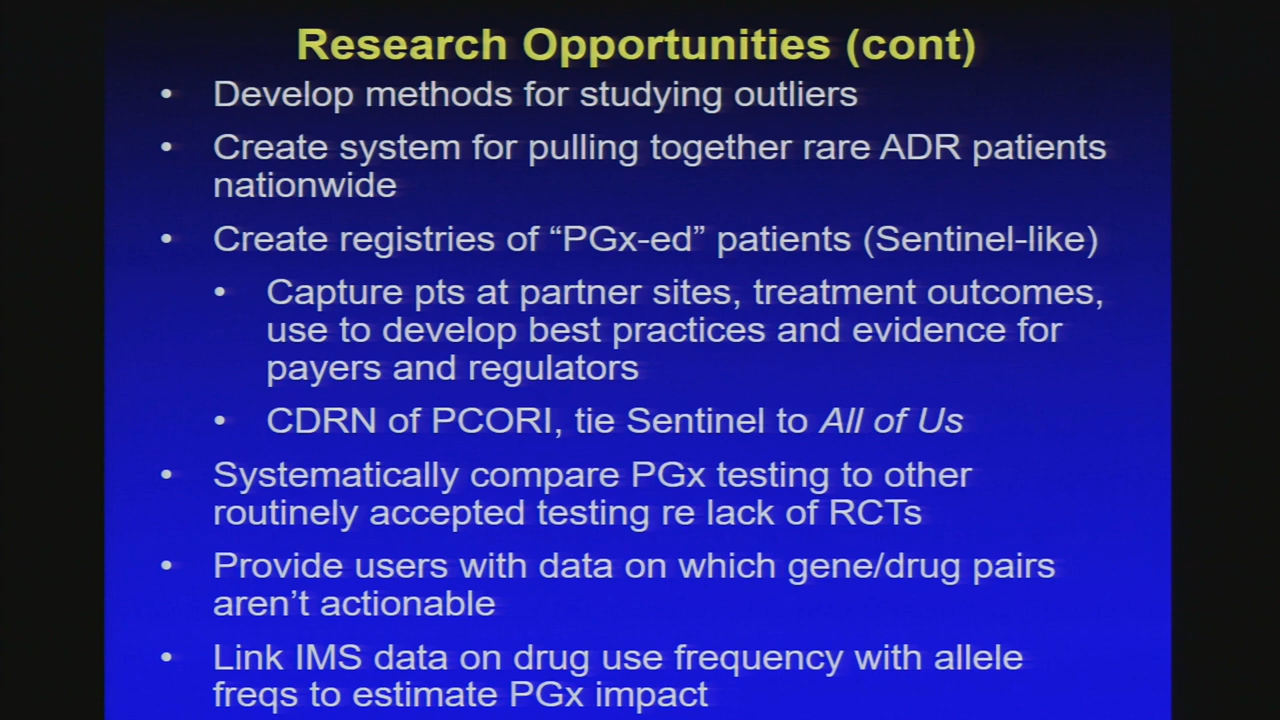 Research Opportunities (cont)
• Develop methods for studying outliers
• Create system for pulling together rare ADR patients
nationwide
• Create registries of “PGx-ed” patients (Sentinel-like)
• Capture pts at partner sites, treatment outcomes,
use to develop best practices and evidence for
payers and regulators
• CDRN of PCORI, tie Sentinel to All of Us
• Systematically compare PGx testing to other
routinely accepted testing re lack of RCTs
• Provide users with data on which gene/drug pairs
aren’t actionable
• Link IMS data on drug use frequency with allele
freqs to estimate PGx impact